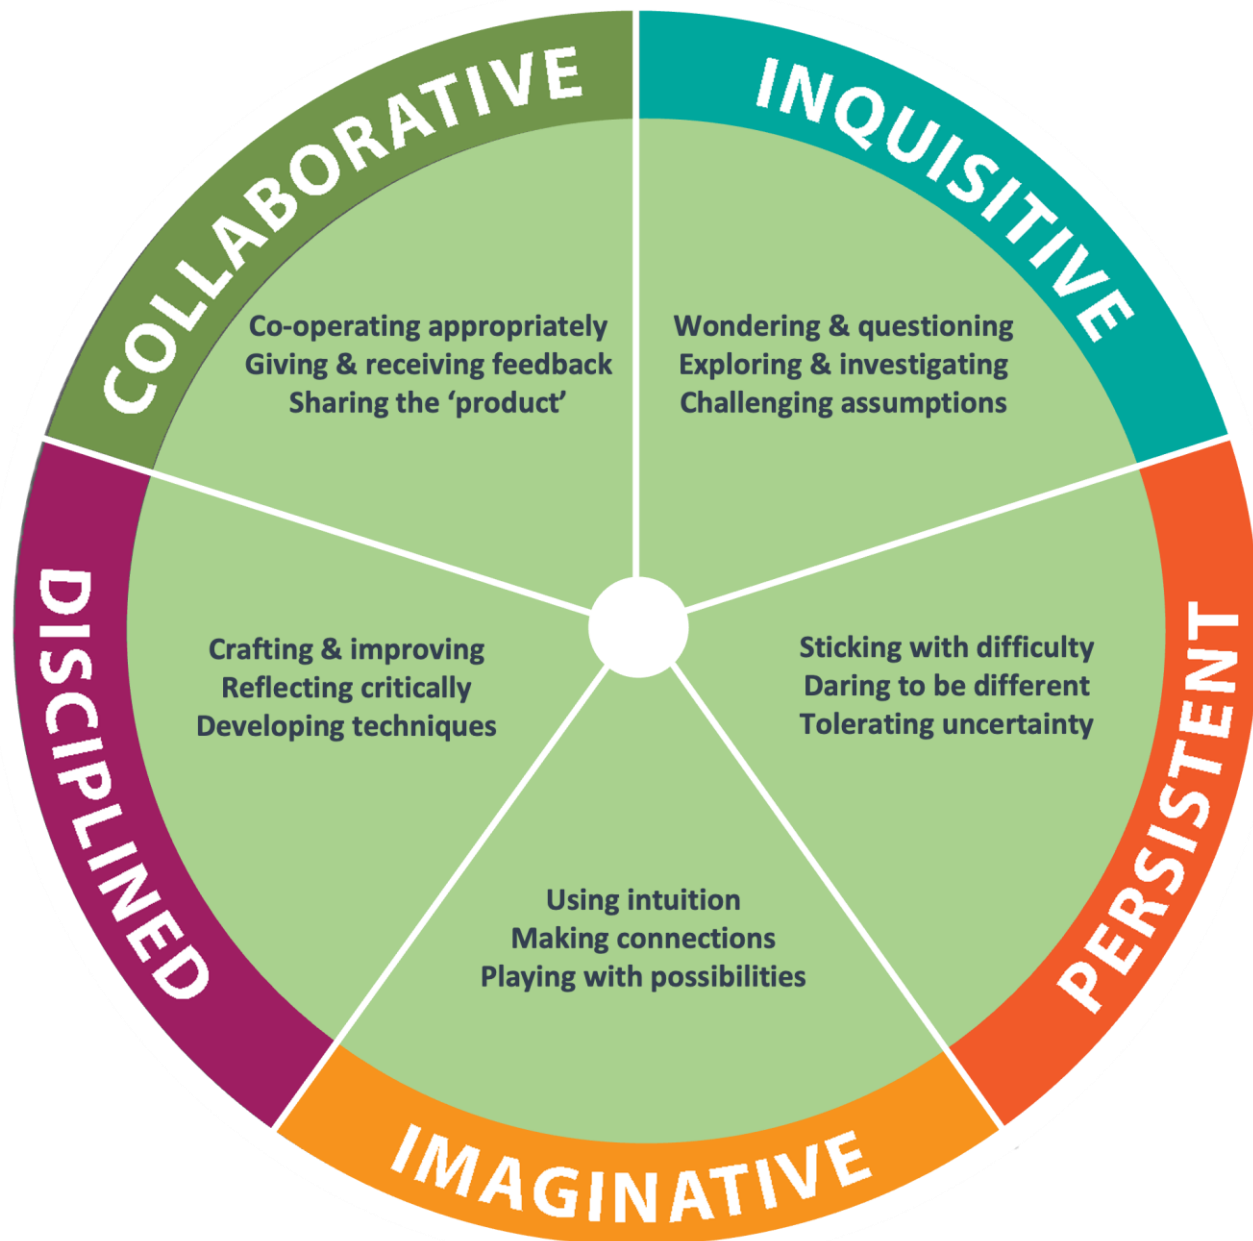 COLLABORATIVE
Co-operating appropriately
Giving & receiving feedback
Sharing the ‘product’
INQUISITIVE
Wondering & questioning
Exploring & investigating
Challenging assumptions
PERSISTENT
Sticking with difficulty
Daring to be different
Tolerating uncertainty
IMAGINATIVE
Using intuition
Making connections
Playing with possibilities
DISCIPLINED
Crafting & improving
Reflecting critically
Developing techniques